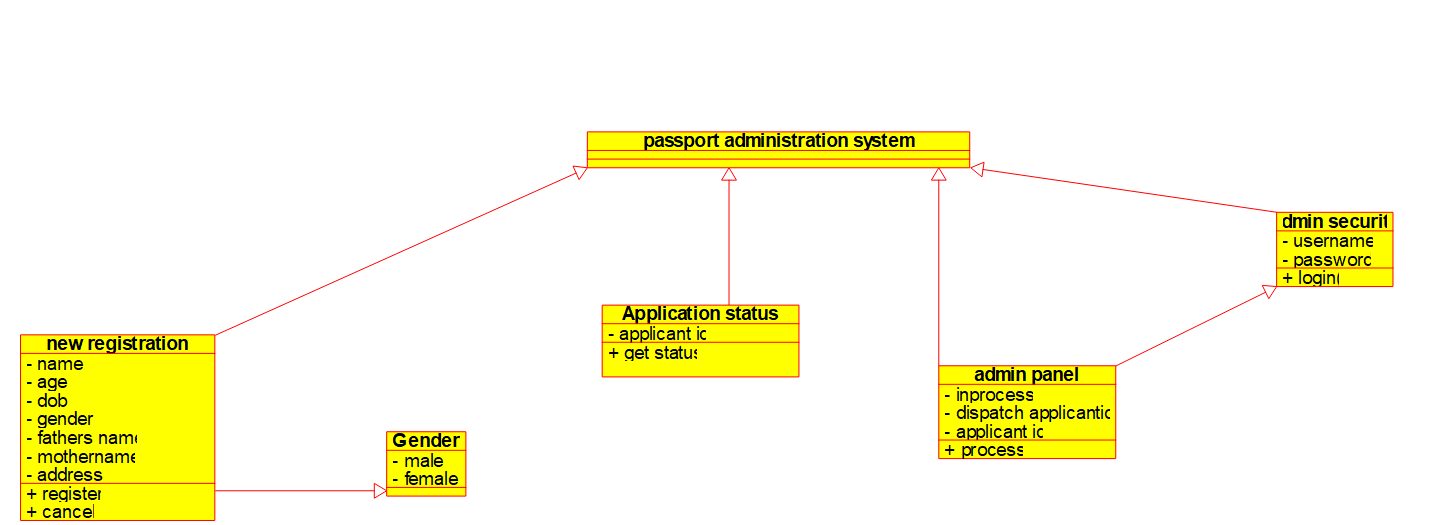 passport administration system
dmin securit
- username
- password
+ login(
Application status
- applicant id
+ get status
new registration
- name
- age
- dob
- gender
- fathers name
- mothername
- address
+ register
+ cancel
Gender
- male
- female
admin panel
- inprocess
- dispatch applicantio
- applicant id
+ process